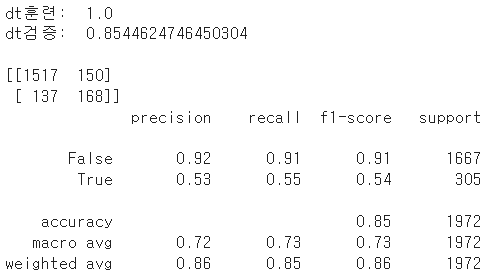 dt훈련:  1.0
dt검증:  0.8544624746450304
[[1517  150]
 [ 137  168]]
              precision    recall  f1-score   support
       False       0.92      0.91      0.91      1667
        True       0.53      0.55      0.54       305
    accuracy                           0.85      1972
   macro avg       0.72      0.73      0.73      1972
weighted avg       0.86      0.85      0.86      1972